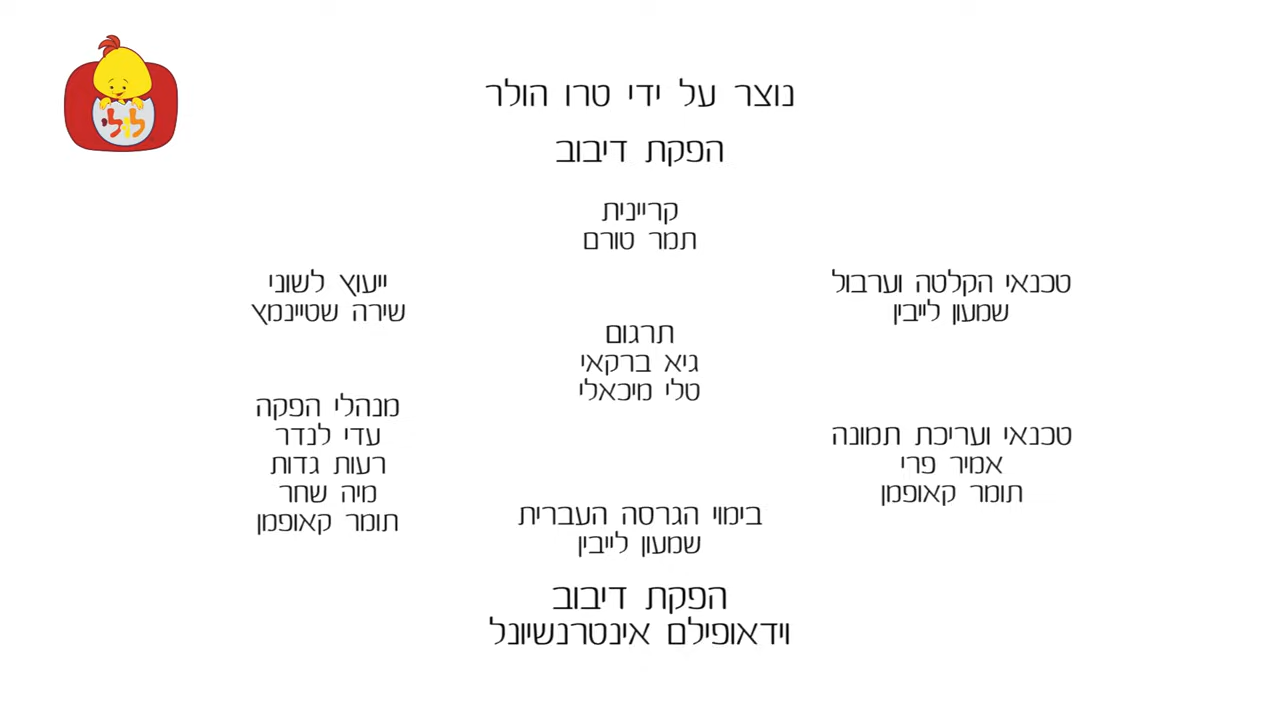 לולי
נוצר על ידי טרו הולר
הפקת דיבוב
קריינית
תמר טורם
טכנאי הקלטה וערבול
שמעון לייבין
ייעוץ לשוני
שירה שטיינמץ
תרגום
גיא ברקאי
טלי מיכאלי
טכנאי ועריכת תמונה
אמיר פרי
תומר קאופמן
מנהלי הפקה
עדי לנדר
רעות גדות
מיה שחר
תומר קאופמן
בימוי הגרסה העברית
שמעון לייבין
הפקת דיבוב
וידאופילם אינטרנשיונל